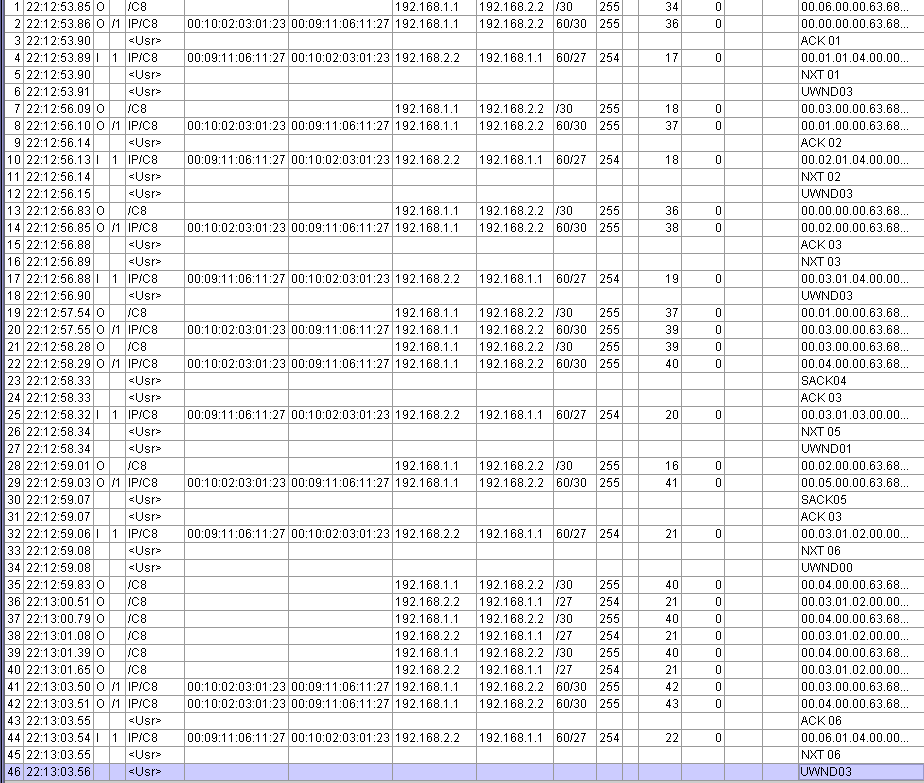 1 22:12:53.85 O /C8 192.168.1.1 192.168.2.2 /30 255 34 0 00.06.00.00.63.68...
2 22:12:53.86 O /1 IP/C8 00:10:02:03:01:23 00:09:11:06:11:27 192.168.1.1 192.168.2.2 60/30 255 36 0 00.00.00.00.63.68...
3 22:12:53.90 <Usr> ACK 01
4 22:12:53.89 I 1 IP/C8 00:09:11:06:11:27 00:10:02:03:01:23 192.168.2.2 192.168.1.1 60/27 254 17 0 00.01.01.04.00.00...
5 22:12:53.90 <Usr> NXT 01
6 22:12:53.91 <Usr> UWND03
7 22:12:56.09 O /C8 192.168.1.1 192.168.2.2 /30 255 18 0 00.03.00.00.63.68...
8 22:12:56.10 O /1 IP/C8 00:10:02:03:01:23 00:09:11:06:11:27 192.168.1.1 192.168.2.2 60/30 255 37 0 00.01.00.00.63.68...
9 22:12:56.14 <Usr> ACK 02
10 22:12:56.13 I 1 IP/C8 00:09:11:06:11:27 00:10:02:03:01:23 192.168.2.2 192.168.1.1 60/27 254 18 0 00.02.01.04.00.00...
11 22:12:56.14 <Usr> NXT 02
12 22:12:56.15 <Usr> UWND03
13 22:12:56.83 O /C8 192.168.1.1 192.168.2.2 /30 255 36 0 00.00.00.00.63.68...
14 22:12:56.85 O /1 IP/C8 00:10:02:03:01:23 00:09:11:06:11:27 192.168.1.1 192.168.2.2 60/30 255 38 0 00.02.00.00.63.68...
15 22:12:56.88 <Usr> ACK 03
16 22:12:56.89 <Usr> NXT 03
17 22:12:56.88 I 1 IP/C8 00:09:11:06:11:27 00:10:02:03:01:23 192.168.2.2 192.168.1.1 60/27 254 19 0 00.03.01.04.00.00...
18 22:12:56.90 <Usr> UWND03
19 22:12:57.54 O /C8 192.168.1.1 192.168.2.2 /30 255 37 0 00.01.00.00.63.68...
20 22:12:57.55 O /1 IP/C8 00:10:02:03:01:23 00:09:11:06:11:27 192.168.1.1 192.168.2.2 60/30 255 39 0 00.03.00.00.63.68...
21 22:12:58.28 O /C8 192.168.1.1 192.168.2.2 /30 255 39 0 00.03.00.00.63.68...
22 22:12:58.29 O /1 IP/C8 00:10:02:03:01:23 00:09:11:06:11:27 192.168.1.1 192.168.2.2 60/30 255 40 0 00.04.00.00.63.68...
23 22:12:58.33 <Usr> SACK04
24 22:12:58.33 <Usr> ACK 03
25 22:12:58.32 I 1 IP/C8 00:09:11:06:11:27 00:10:02:03:01:23 192.168.2.2 192.168.1.1 60/27 254 20 0 00.03.01.03.00.00...
26 22:12:58.34 <Usr> NXT 05
27 22:12:58.34 <Usr> UWND01
28 22:12:59.01 O /C8 192.168.1.1 192.168.2.2 /30 255 16 0 00.02.00.00.63.68...
29 22:12:59.03 O /1 IP/C8 00:10:02:03:01:23 00:09:11:06:11:27 192.168.1.1 192.168.2.2 60/30 255 41 0 00.05.00.00.63.68...
30 22:12:59.07 <Usr> SACK05
31 22:12:59.07 <Usr> ACK 03
32 22:12:59.06 I 1 IP/C8 00:09:11:06:11:27 00:10:02:03:01:23 192.168.2.2 192.168.1.1 60/27 254 21 0 00.03.01.02.00.00...
33 22:12:59.08 <Usr> NXT 06
34 22:12:59.08 <Usr> UWND00
35 22:12:59.83 O /C8 192.168.1.1 192.168.2.2 /30 255 40 0 00.04.00.00.63.68...
36 22:13:00.51 O /C8 192.168.2.2 192.168.1.1 /27 254 21 0 00.03.01.02.00.00...
37 22:13:00.79 O /C8 192.168.1.1 192.168.2.2 /30 255 40 0 00.04.00.00.63.68...
38 22:13:01.08 O /C8 192.168.2.2 192.168.1.1 /27 254 21 0 00.03.01.02.00.00...
39 22:13:01.39 O /C8 192.168.1.1 192.168.2.2 /30 255 40 0 00.04.00.00.63.68...
40 22:13:01.65 O /C8 192.168.2.2 192.168.1.1 /27 254 21 0 00.03.01.02.00.00...
41 22:13:03.50 O /1 IP/C8 00:10:02:03:01:23 00:09:11:06:11:27 192.168.1.1 192.168.2.2 60/30 255 42 0 00.03.00.00.63.68...
42 22:13:03.51 O /1 IP/C8 00:10:02:03:01:23 00:09:11:06:11:27 192.168.1.1 192.168.2.2 60/30 255 43 0 00.04.00.00.63.68...
43 22:13:03.55 <Usr> ACK 06
44 22:13:03.54 I 1 IP/C8 00:09:11:06:11:27 00:10:02:03:01:23 192.168.2.2 192.168.1.1 60/27 254 22 0 00.06.01.04.00.00...
45 22:13:03.55 <Usr> NXT 06
46 22:13:03.56 <Usr> UWND03